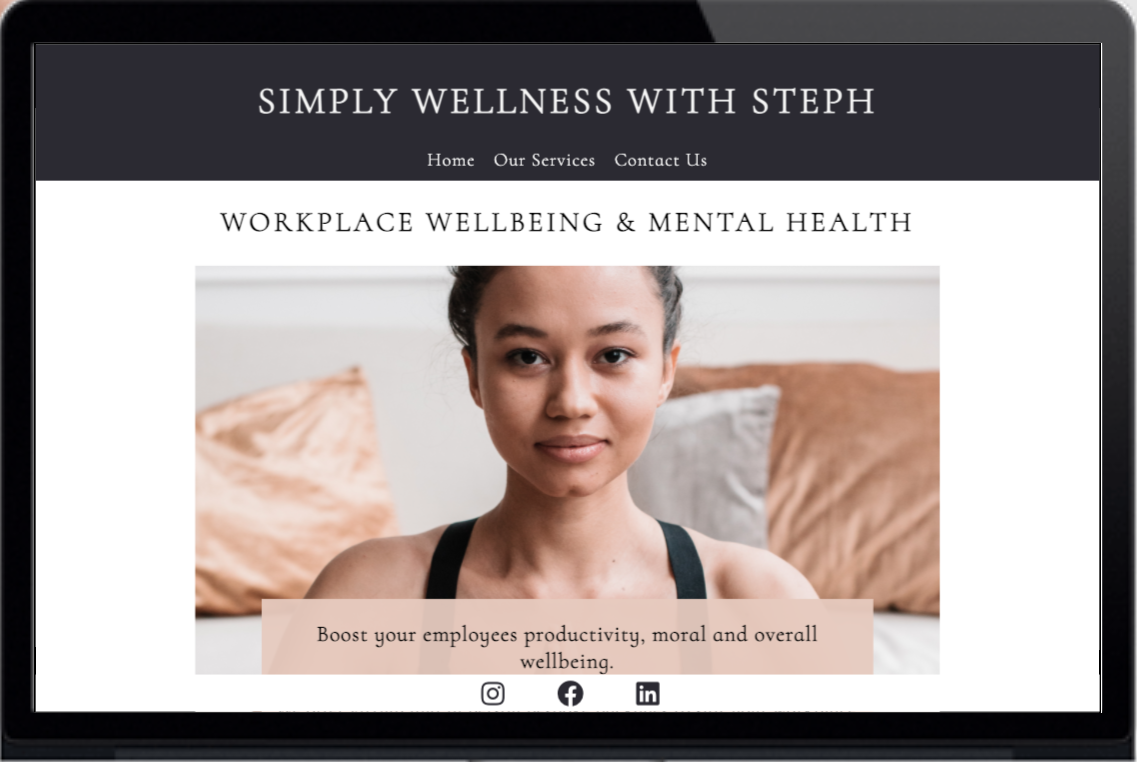 SIMPLY WELLNESS WITH STEPH
Home Our Services Contact Us
WORKPLACE WELLBEING & MENTAL HEALTH
Boost your employees productivity, moral and overall
wellbeing.